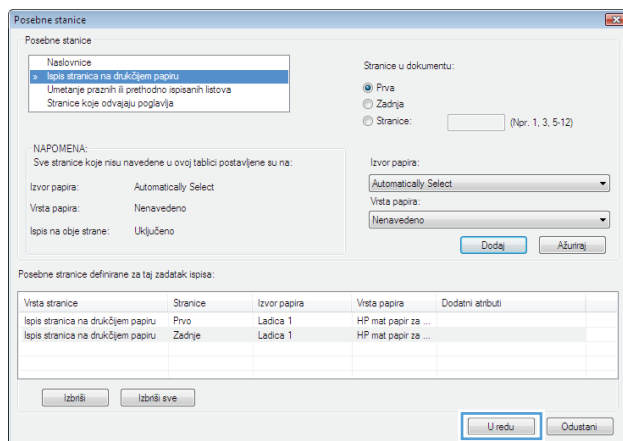 Posebne stanice
Posebne stanice
Naslovnice
» Ispis stranica na drukčijem papiru
Umetanje praznih ili prethodno ispisanih listova
Stranice koje odvajaju poglavlja
Stranice u dokumentu:
Prva
Zadnja
Stranice: (Npr. 1, 3, 5-12)
NAPOMENA:
Sve stranice koje nisu navedene u ovoj tablici postavljene su na:
Izvor papira: Automatically Select
Vrsta papira: Nenavedeno
Ispis na obje strane: Uključeno
Izvor papira:
Automatically Select
Vrsta papira:
Nenavedeno
Dodaj Ažuriraj
Posebne stranice definirane za taj zadatak ispisa:
Vrsta stranice Stranice Izvor papira Vrsta papira Dodatni atributi
Ispis stranica na drukčijem papiru Prvo Ladica 1 HP mat papir za ...
Ispis stranica na drukčijem papiru Zadnje Ladica 1 HP mat papir za ...
Izbriši Izbriši sve
U redu Odustani